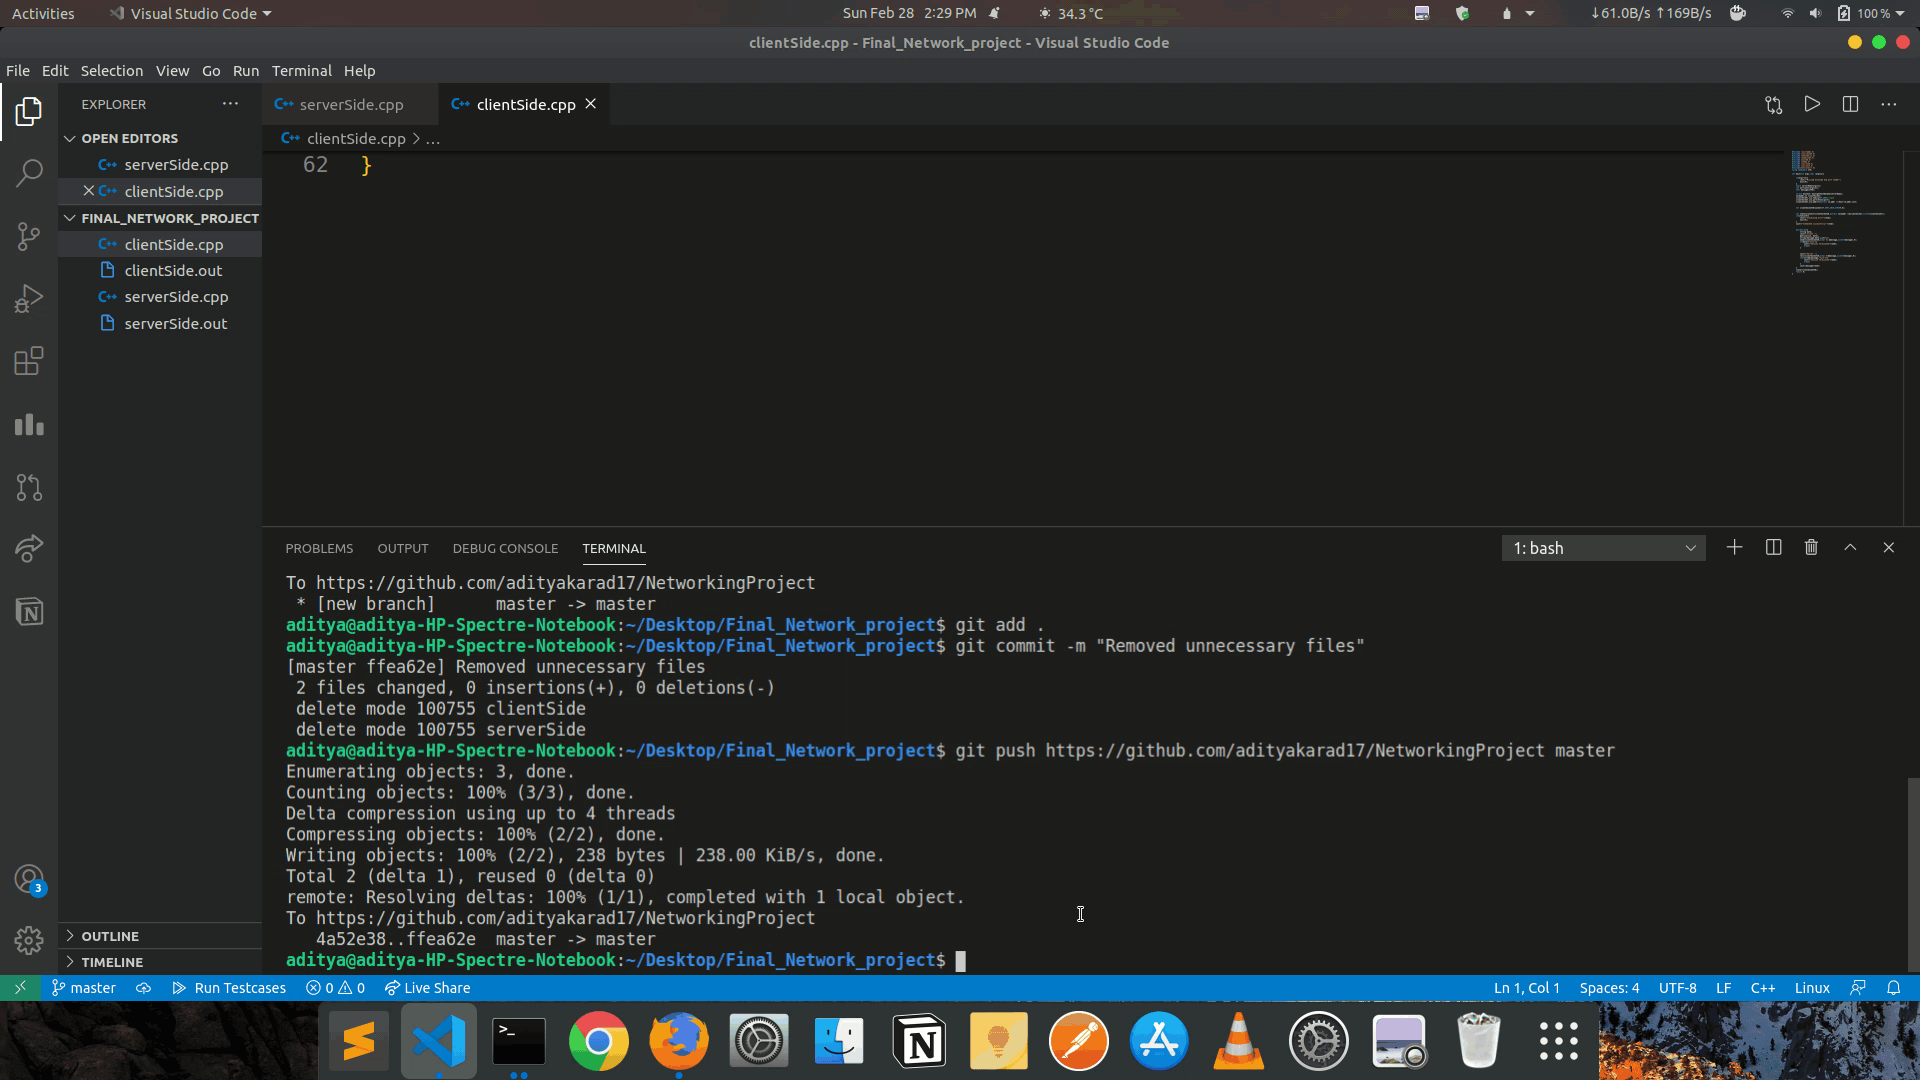 Activities
Visual Studio Code
Sun Feb 28 2:29 PM
34.3 °C
↓61.0B/s ↑169B/s
100 %
clientSide.cpp - Final_Network_project - Visual Studio Code
File Edit Selection View Go Run Terminal Help
EXPLORER
serverSide.cpp
clientSide.cpp
OPEN EDITORS
clientSide.cpp > ...
serverSide.cpp
62 }
clientSide.cpp
FINAL_NETWORK_PROJECT
clientSide.cpp
clientSide.out
serverSide.cpp
serverSide.out
PROBLEMS OUTPUT DEBUG CONSOLE TERMINAL
1: bash
To https://github.com/adityakarad17/NetworkingProject
* [new branch] master -> master
aditya@aditya-HP-Spectre-Notebook:~/Desktop/Final_Network_project$ git add .
aditya@aditya-HP-Spectre-Notebook:~/Desktop/Final_Network_project$ git commit -m "Removed unnecessary files"
[master ffea62e] Removed unnecessary files
2 files changed, 0 insertions(+), 0 deletions(-)
delete mode 100755 clientSide
delete mode 100755 serverSide
aditya@aditya-HP-Spectre-Notebook:~/Desktop/Final_Network_project$ git push https://github.com/adityakarad17/NetworkingProject master
Enumerating objects: 3, done.
Counting objects: 100% (3/3), done.
Delta compression using up to 4 threads
Compressing objects: 100% (2/2), done.
Writing objects: 100% (2/2), 238 bytes | 238.00 KiB/s, done.
Total 2 (delta 1), reused 0 (delta 0)
remote: Resolving deltas: 100% (1/1), completed with 1 local object.
To https://github.com/adityakarad17/NetworkingProject
4a52e38..ffea62e master -> master
aditya@aditya-HP-Spectre-Notebook:~/Desktop/Final_Network_project$
3
OUTLINE
TIMELINE
master
Run Testcases
0 0
Live Share
Ln 1, Col 1
Spaces: 4
UTF-8
LF
C++
Linux